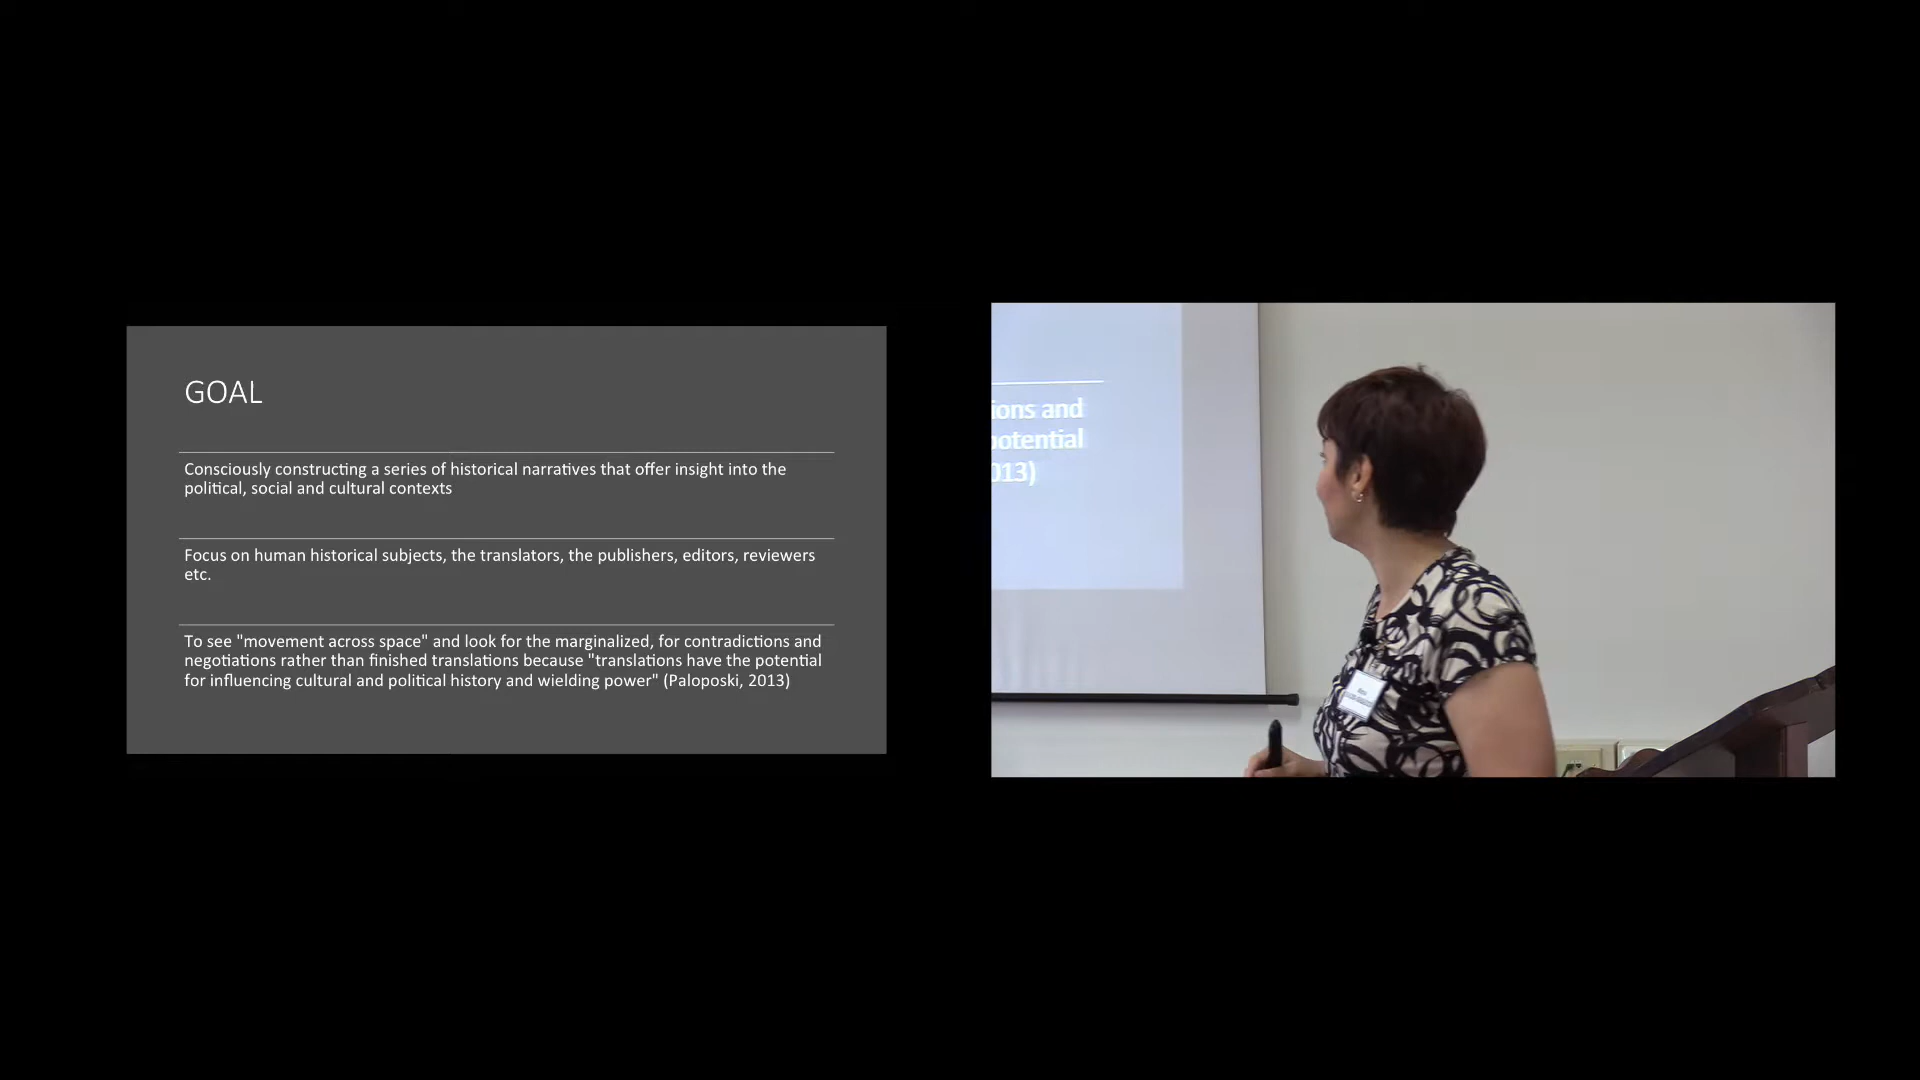 GOAL
Consciously constructing a series of historical narratives that offer insight into the
political, social and cultural contexts
Focus on human historical subjects, the translators, the publishers, editors, reviewers
etc.
To see "movement across space" and look for the marginalized, for contradictions and
negotiations rather than finished translations because "translations have the potential
for influencing cultural and political history and wielding power" (Paloposki, 2013)
ions and
potential
013)